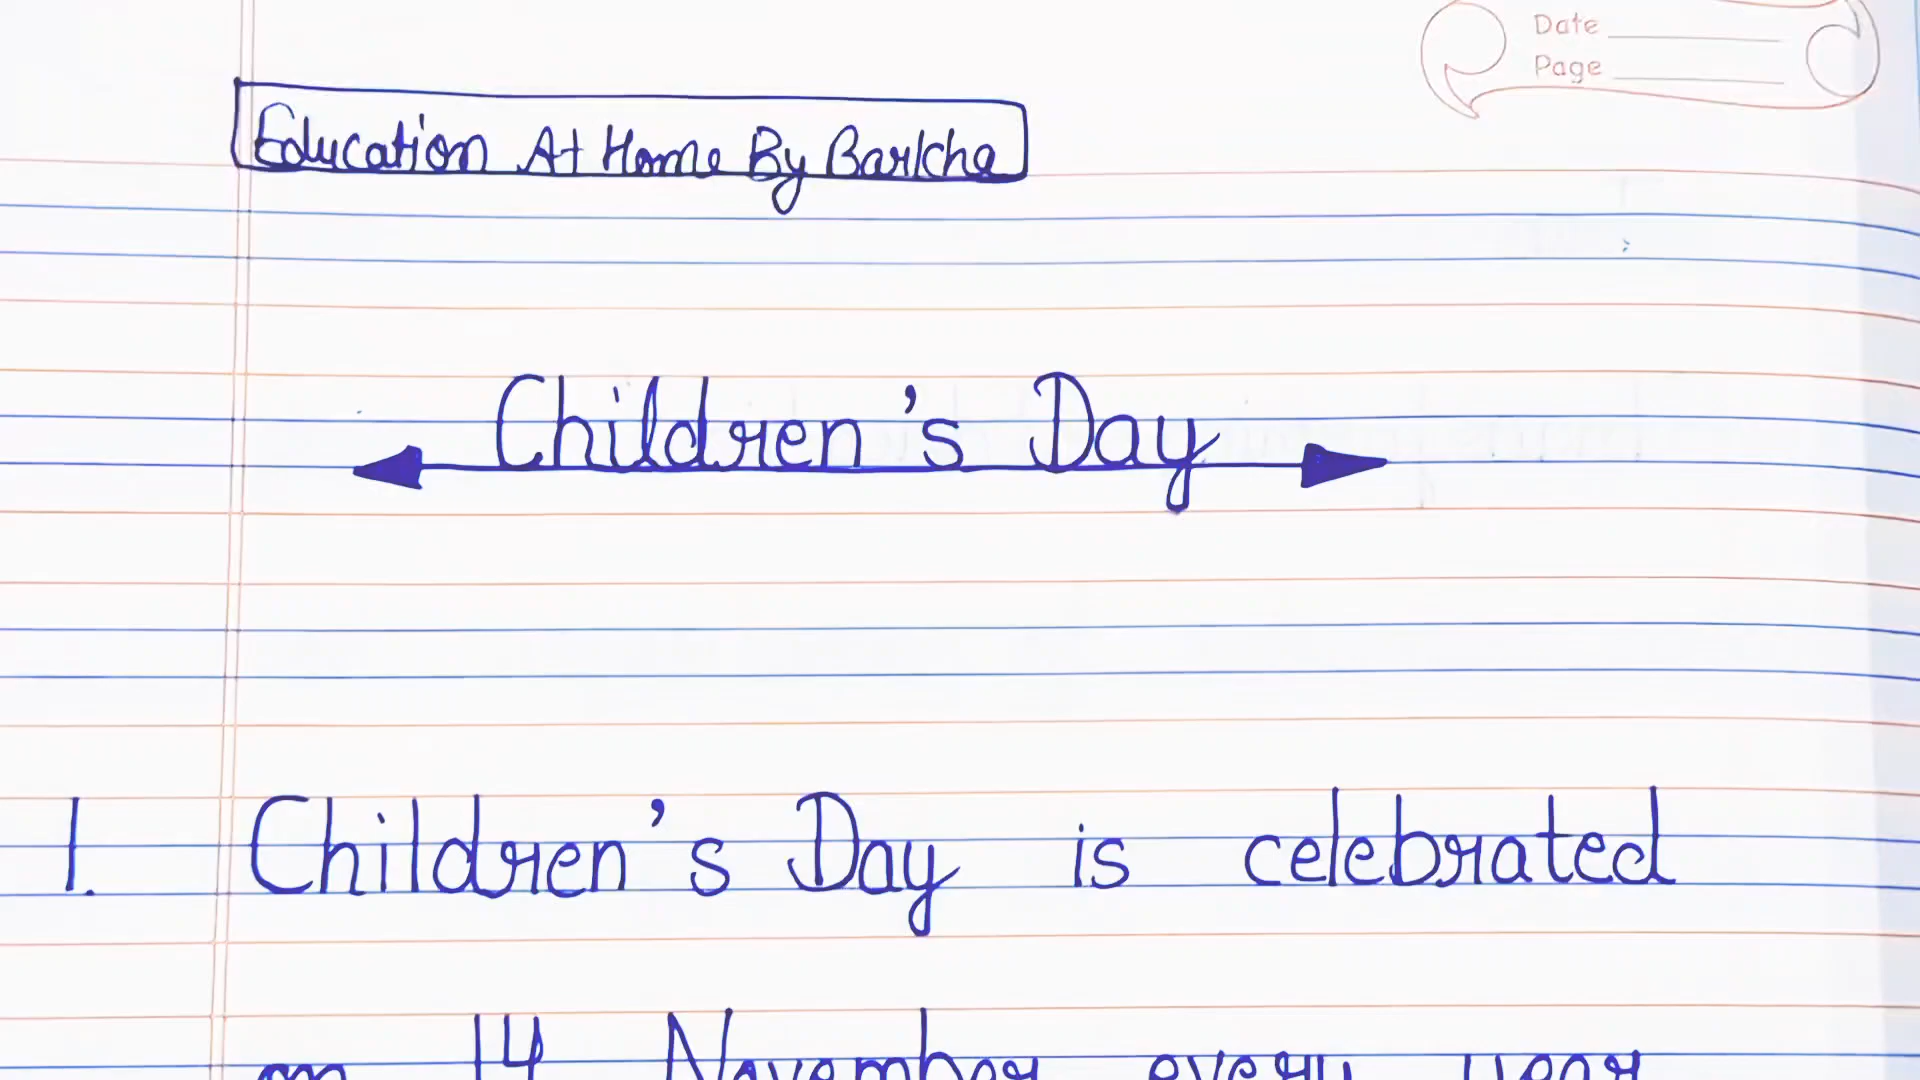 Date
Page
Education At Home By Barkha
Children's Day
1. Children's Day is celebrated
on 14 November every year